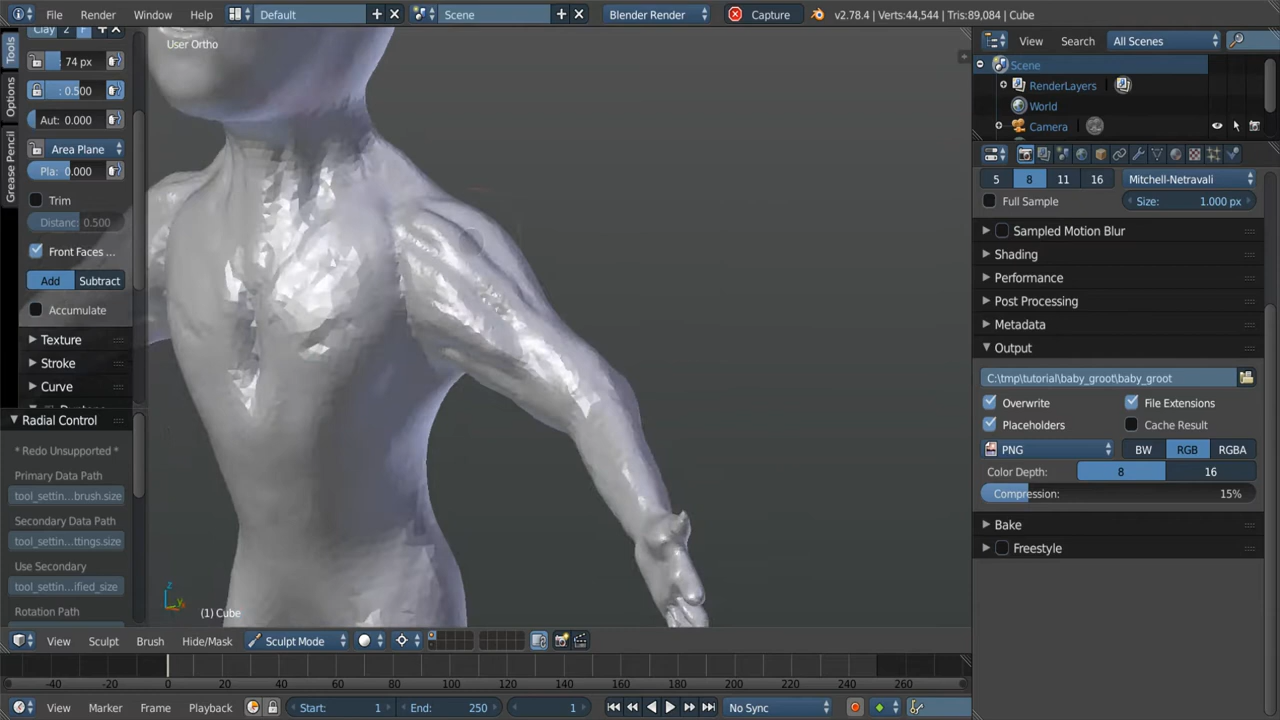 File Render Window Help Default Scene Blender Render Capture v2.78.4 | Verts:44,544 | Tris:89,084 | Cube
Tools
Options
Grease Pencil
Clay 2 F
: 74 px
: 0.500
Aut: 0.000
Area Plane
Pla: 0.000
Trim
Distanc: 0.500
Front Faces ...
Add Subtract
Accumulate
Texture
Stroke
Curve
Radial Control
* Redo Unsupported *
Primary Data Path
tool_settin...brush.size
Secondary Data Path
tool_settin...ttings.size
Use Secondary
tool_settin...ified_size
Rotation Path
User Ortho
z
y
(1) Cube
View Sculpt Brush Hide/Mask Sculpt Mode
-40 -20 0 20 40 60 80 100 120 140 160 180 200 220 240 260
View Marker Frame Playback Start: 1 End: 250 1 No Sync
View Search All Scenes
Scene
RenderLayers
World
Camera
5 8 11 16 Mitchell-Netravali
Full Sample Size: 1.000 px
Sampled Motion Blur
Shading
Performance
Post Processing
Metadata
Output
C:\tmp\tutorial\baby_groot\baby_groot
Overwrite File Extensions
Placeholders Cache Result
PNG BW RGB RGBA
Color Depth: 8 16
Compression: 15%
Bake
Freestyle